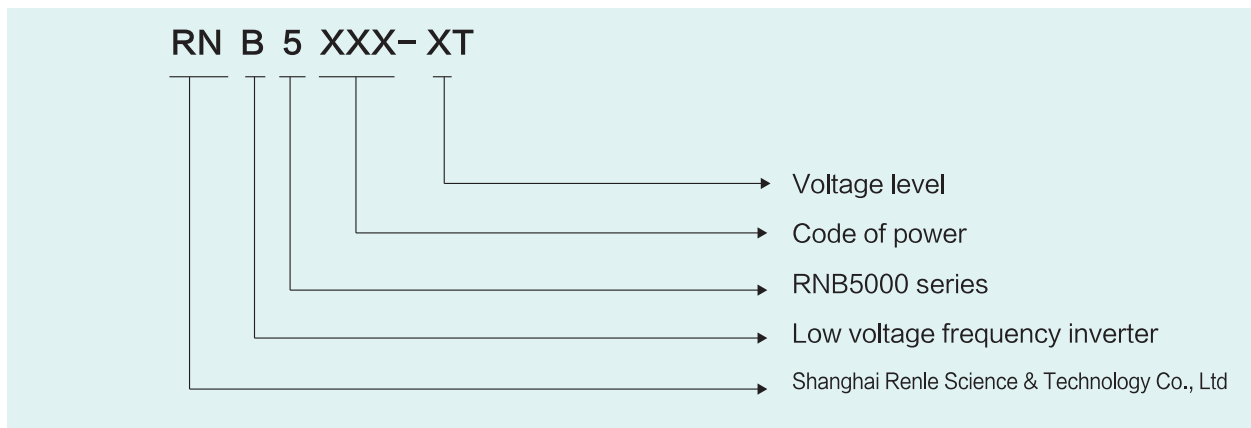 RN B 5 XXX- XT
Voltage level
Code of power
RNB5000 series
Low voltage frequency inverter
Shanghai Renle Science & Technology Co., Ltd